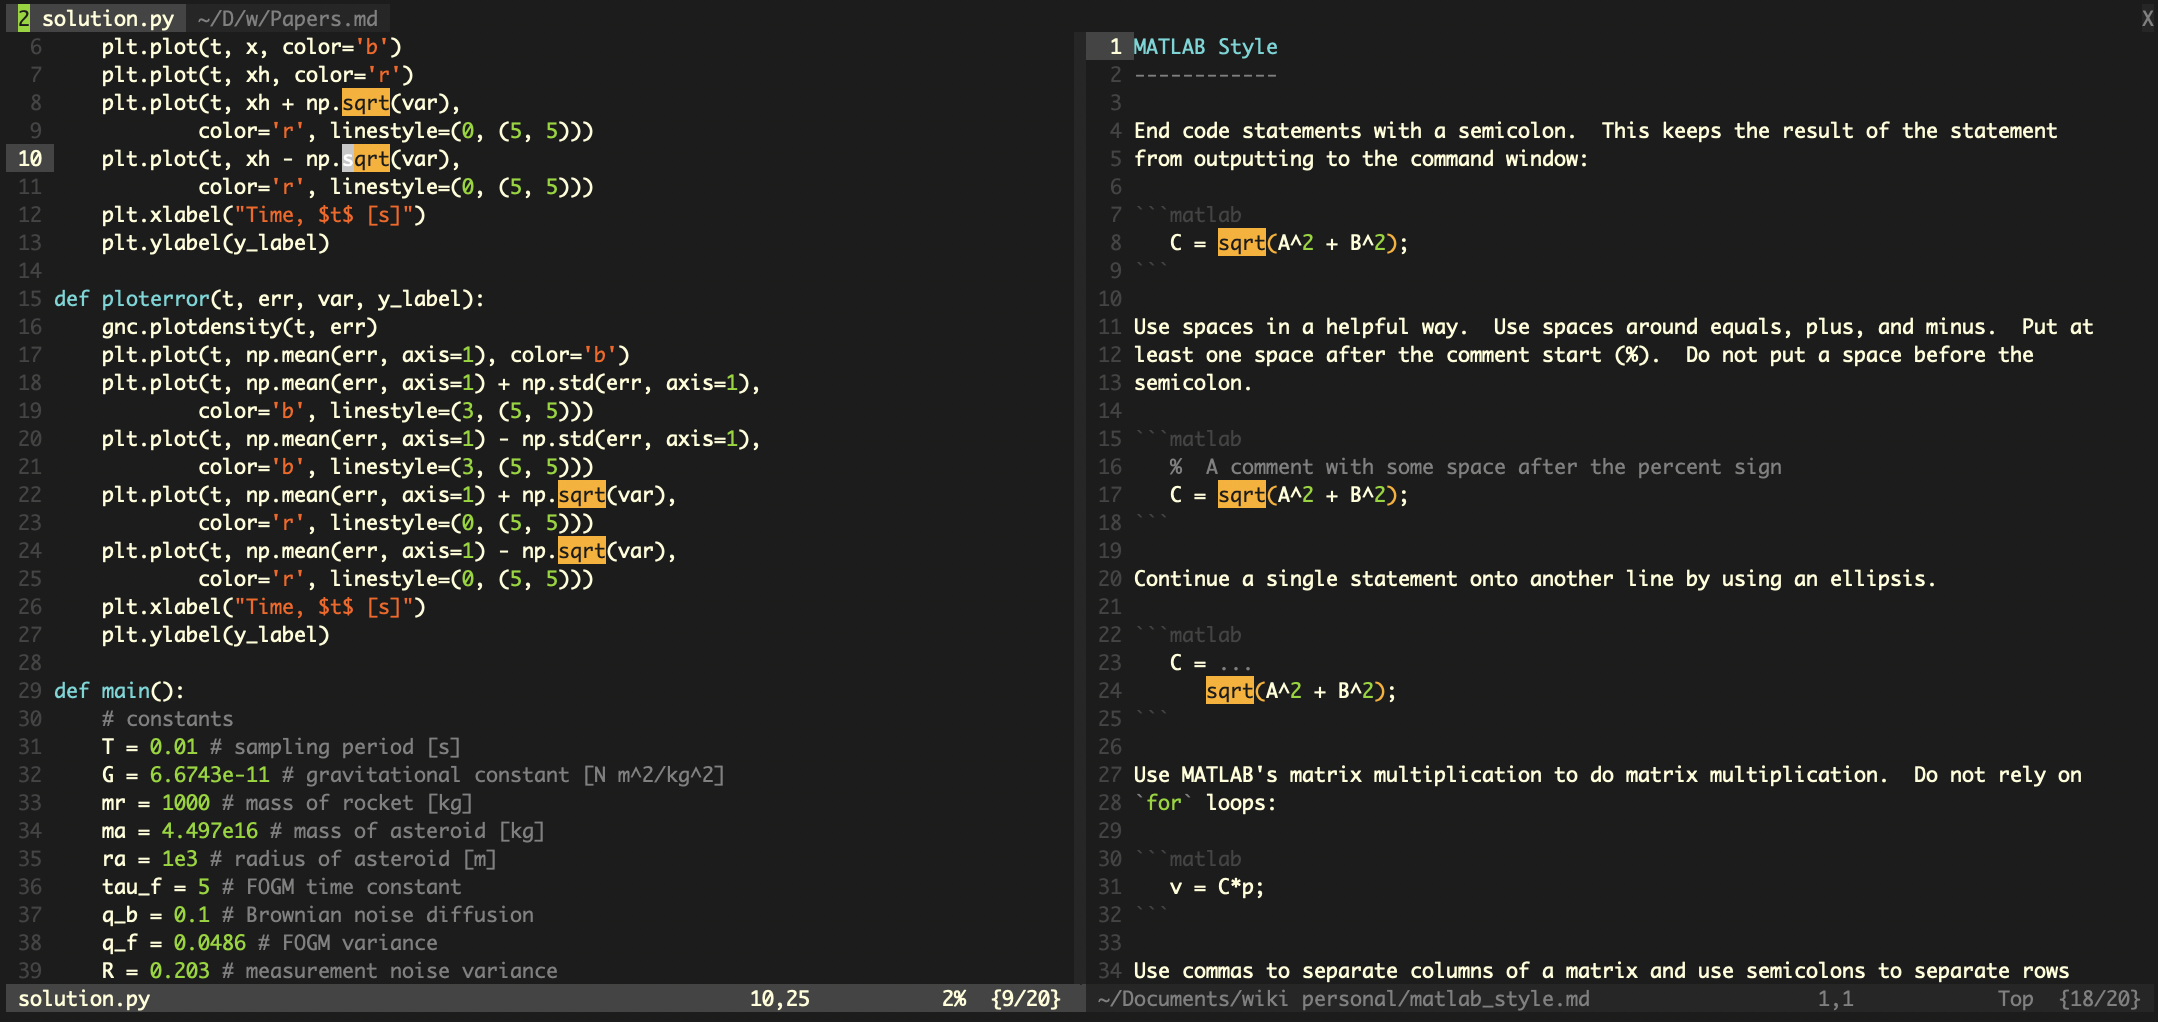 2 solution.py  ~/D/w/Papers.md X
6     plt.plot(t, x, color='b')
7     plt.plot(t, xh, color='r')
8     plt.plot(t, xh + np.sqrt(var),
9             color='r', linestyle=(0, (5, 5)))
10     plt.plot(t, xh - np.sqrt(var),
11             color='r', linestyle=(0, (5, 5)))
12     plt.xlabel("Time, $t$ [s]")
13     plt.ylabel(y_label)
14
15 def ploterror(t, err, var, y_label):
16     gnc.plotdensity(t, err)
17     plt.plot(t, np.mean(err, axis=1), color='b')
18     plt.plot(t, np.mean(err, axis=1) + np.std(err, axis=1),
19             color='b', linestyle=(3, (5, 5)))
20     plt.plot(t, np.mean(err, axis=1) - np.std(err, axis=1),
21             color='b', linestyle=(3, (5, 5)))
22     plt.plot(t, np.mean(err, axis=1) + np.sqrt(var),
23             color='r', linestyle=(0, (5, 5)))
24     plt.plot(t, np.mean(err, axis=1) - np.sqrt(var),
25             color='r', linestyle=(0, (5, 5)))
26     plt.xlabel("Time, $t$ [s]")
27     plt.ylabel(y_label)
28
29 def main():
30     # constants
31     T = 0.01 # sampling period [s]
32     G = 6.6743e-11 # gravitational constant [N m^2/kg^2]
33     mr = 1000 # mass of rocket [kg]
34     ma = 4.497e16 # mass of asteroid [kg]
35     ra = 1e3 # radius of asteroid [m]
36     tau_f = 5 # FOGM time constant
37     q_b = 0.1 # Brownian noise diffusion
38     q_f = 0.0486 # FOGM variance
39     R = 0.203 # measurement noise variance
solution.py 10,25 2% {9/20}
1 MATLAB Style
2 ------------
3
4 End code statements with a semicolon.  This keeps the result of the statement
5 from outputting to the command window:
6
7 ```matlab
8    C = sqrt(A^2 + B^2);
9 ```
10
11 Use spaces in a helpful way.  Use spaces around equals, plus, and minus.  Put at
12 least one space after the comment start (%).  Do not put a space before the
13 semicolon.
14
15 ```matlab
16    %  A comment with some space after the percent sign
17    C = sqrt(A^2 + B^2);
18 ```
19
20 Continue a single statement onto another line by using an ellipsis.
21
22 ```matlab
23    C = ...
24       sqrt(A^2 + B^2);
25 ```
26
27 Use MATLAB's matrix multiplication to do matrix multiplication.  Do not rely on
28 `for` loops:
29
30 ```matlab
31    v = C*p;
32 ```
33
34 Use commas to separate columns of a matrix and use semicolons to separate rows
~/Documents/wiki personal/matlab_style.md 1,1 Top {18/20}